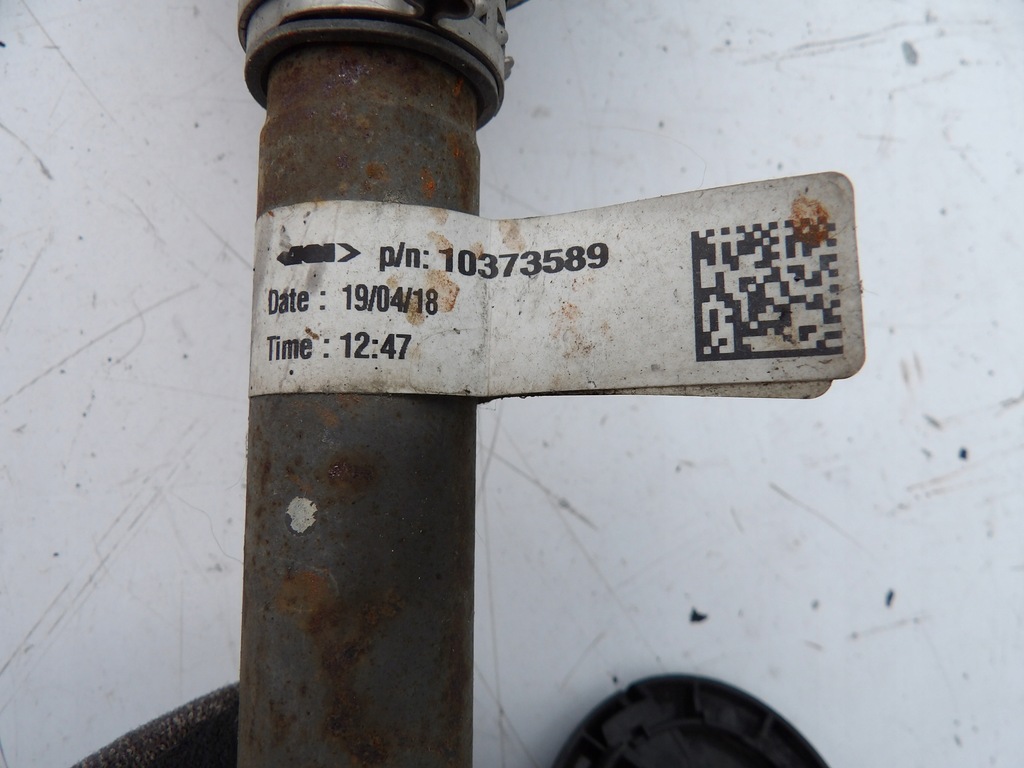 p/n: 10373589
Date : 19/04/18
Time : 12:47